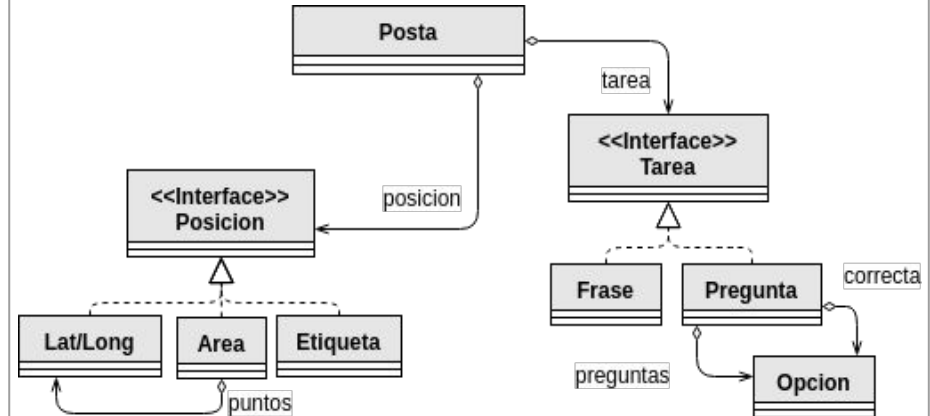 Posta
tarea
<<Interface>>
Tarea
<<Interface>>
Posicion
posicion
Frase
Pregunta
correcta
Lat/Long
Area
Etiqueta
preguntas
Opcion
puntos